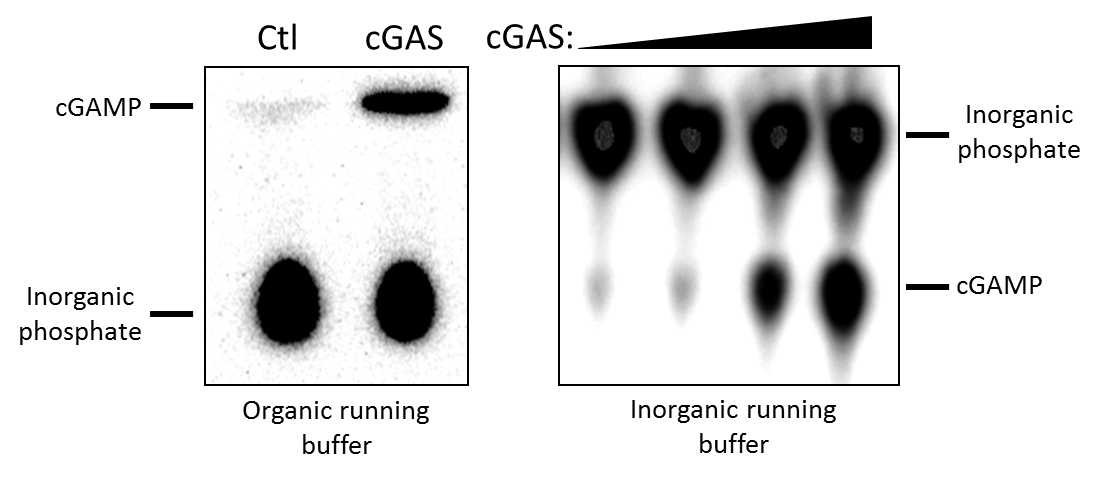 Ctl cGAS
cGAMP
Inorganic
phosphate
Organic running
buffer
cGAS:
Inorganic
phosphate
cGAMP
Inorganic running
buffer